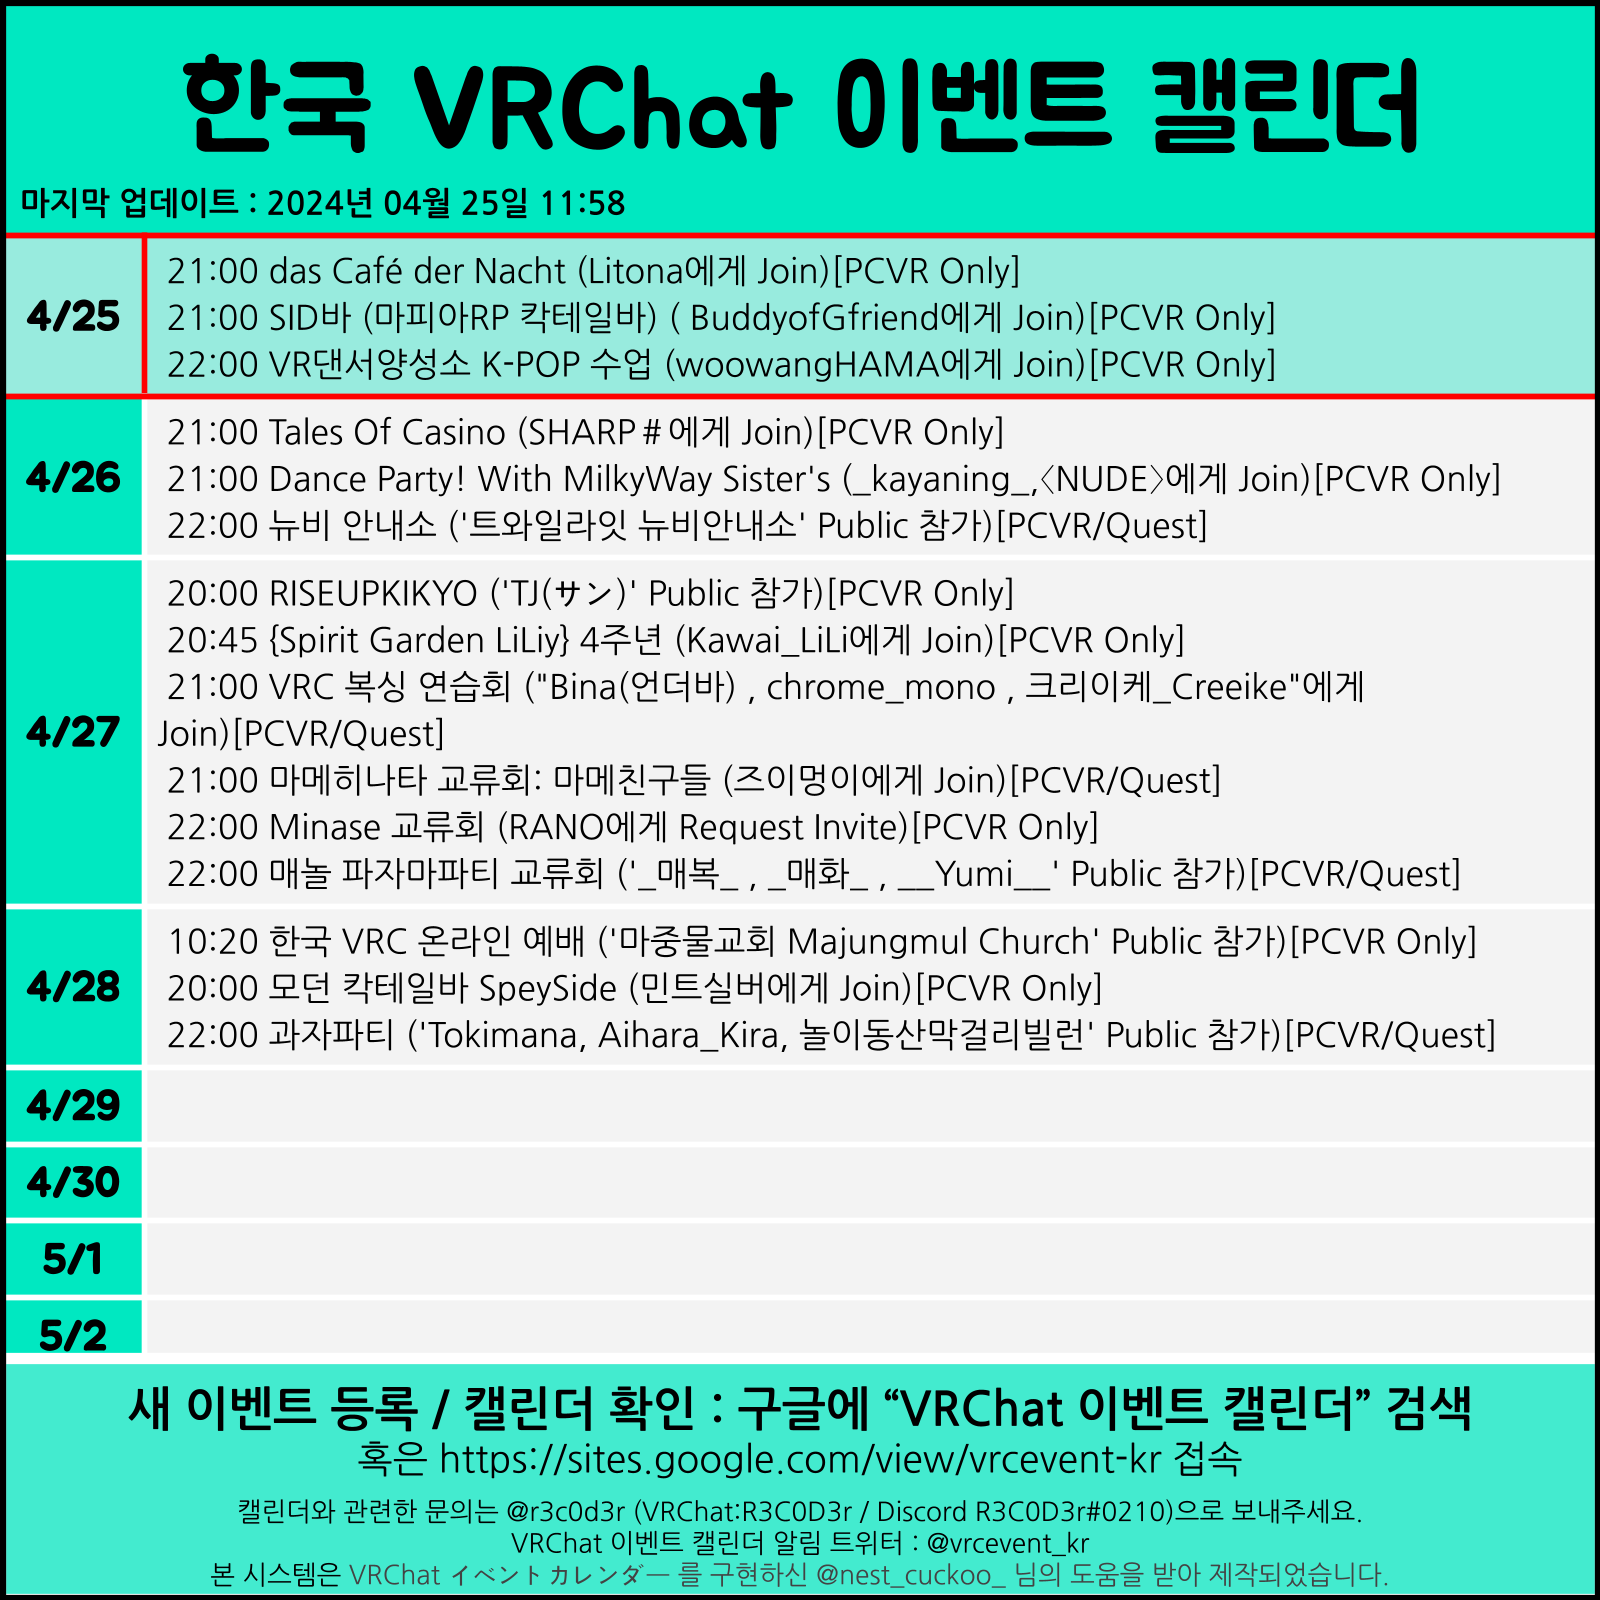 한국 VRChat 이벤트 캘린더
마지막 업데이트 : 2024년 04월 25일 11:58
4/25
21:00 das Café der Nacht (Litona에게 Join)[PCVR Only]
21:00 SID바 (마피아RP 칵테일바) ( BuddyofGfriend에게 Join)[PCVR Only]
22:00 VR댄서양성소 K-POP 수업 (woowangHAMA에게 Join)[PCVR Only]
4/26
21:00 Tales Of Casino (SHARP＃에게 Join)[PCVR Only]
21:00 Dance Party! With MilkyWay Sister's (_kayaning_,〈NUDE〉에게 Join)[PCVR Only]
22:00 뉴비 안내소 ('트와일라잇 뉴비안내소' Public 참가)[PCVR/Quest]
4/27
20:00 RISEUPKIKYO ('TJ(サン)' Public 참가)[PCVR Only]
20:45 {Spirit Garden LiLiy} 4주년 (Kawai_LiLi에게 Join)[PCVR Only]
21:00 VRC 복싱 연습회 ("Bina(언더바) , chrome_mono , 크리이케_Creeike"에게
Join)[PCVR/Quest]
21:00 마메히나타 교류회: 마메친구들 (즈이멍이에게 Join)[PCVR/Quest]
22:00 Minase 교류회 (RANO에게 Request Invite)[PCVR Only]
22:00 매놀 파자마파티 교류회 ('_매복_ , _매화_ , __Yumi__' Public 참가)[PCVR/Quest]
4/28
10:20 한국 VRC 온라인 예배 ('마중물교회 Majungmul Church' Public 참가)[PCVR Only]
20:00 모던 칵테일바 SpeySide (민트실버에게 Join)[PCVR Only]
22:00 과자파티 ('Tokimana, Aihara_Kira, 놀이동산막걸리빌런' Public 참가)[PCVR/Quest]
4/29
4/30
5/1
5/2
새 이벤트 등록 / 캘린더 확인 : 구글에 “VRChat 이벤트 캘린더” 검색
혹은 https://sites.google.com/view/vrcevent-kr 접속
캘린더와 관련한 문의는 @r3c0d3r (VRChat:R3C0D3r / Discord R3C0D3r#0210)으로 보내주세요.
VRChat 이벤트 캘린더 알림 트위터 : @vrcevent_kr
본 시스템은 VRChat イベントカレンダー 를 구현하신 @nest_cuckoo_ 님의 도움을 받아 제작되었습니다.